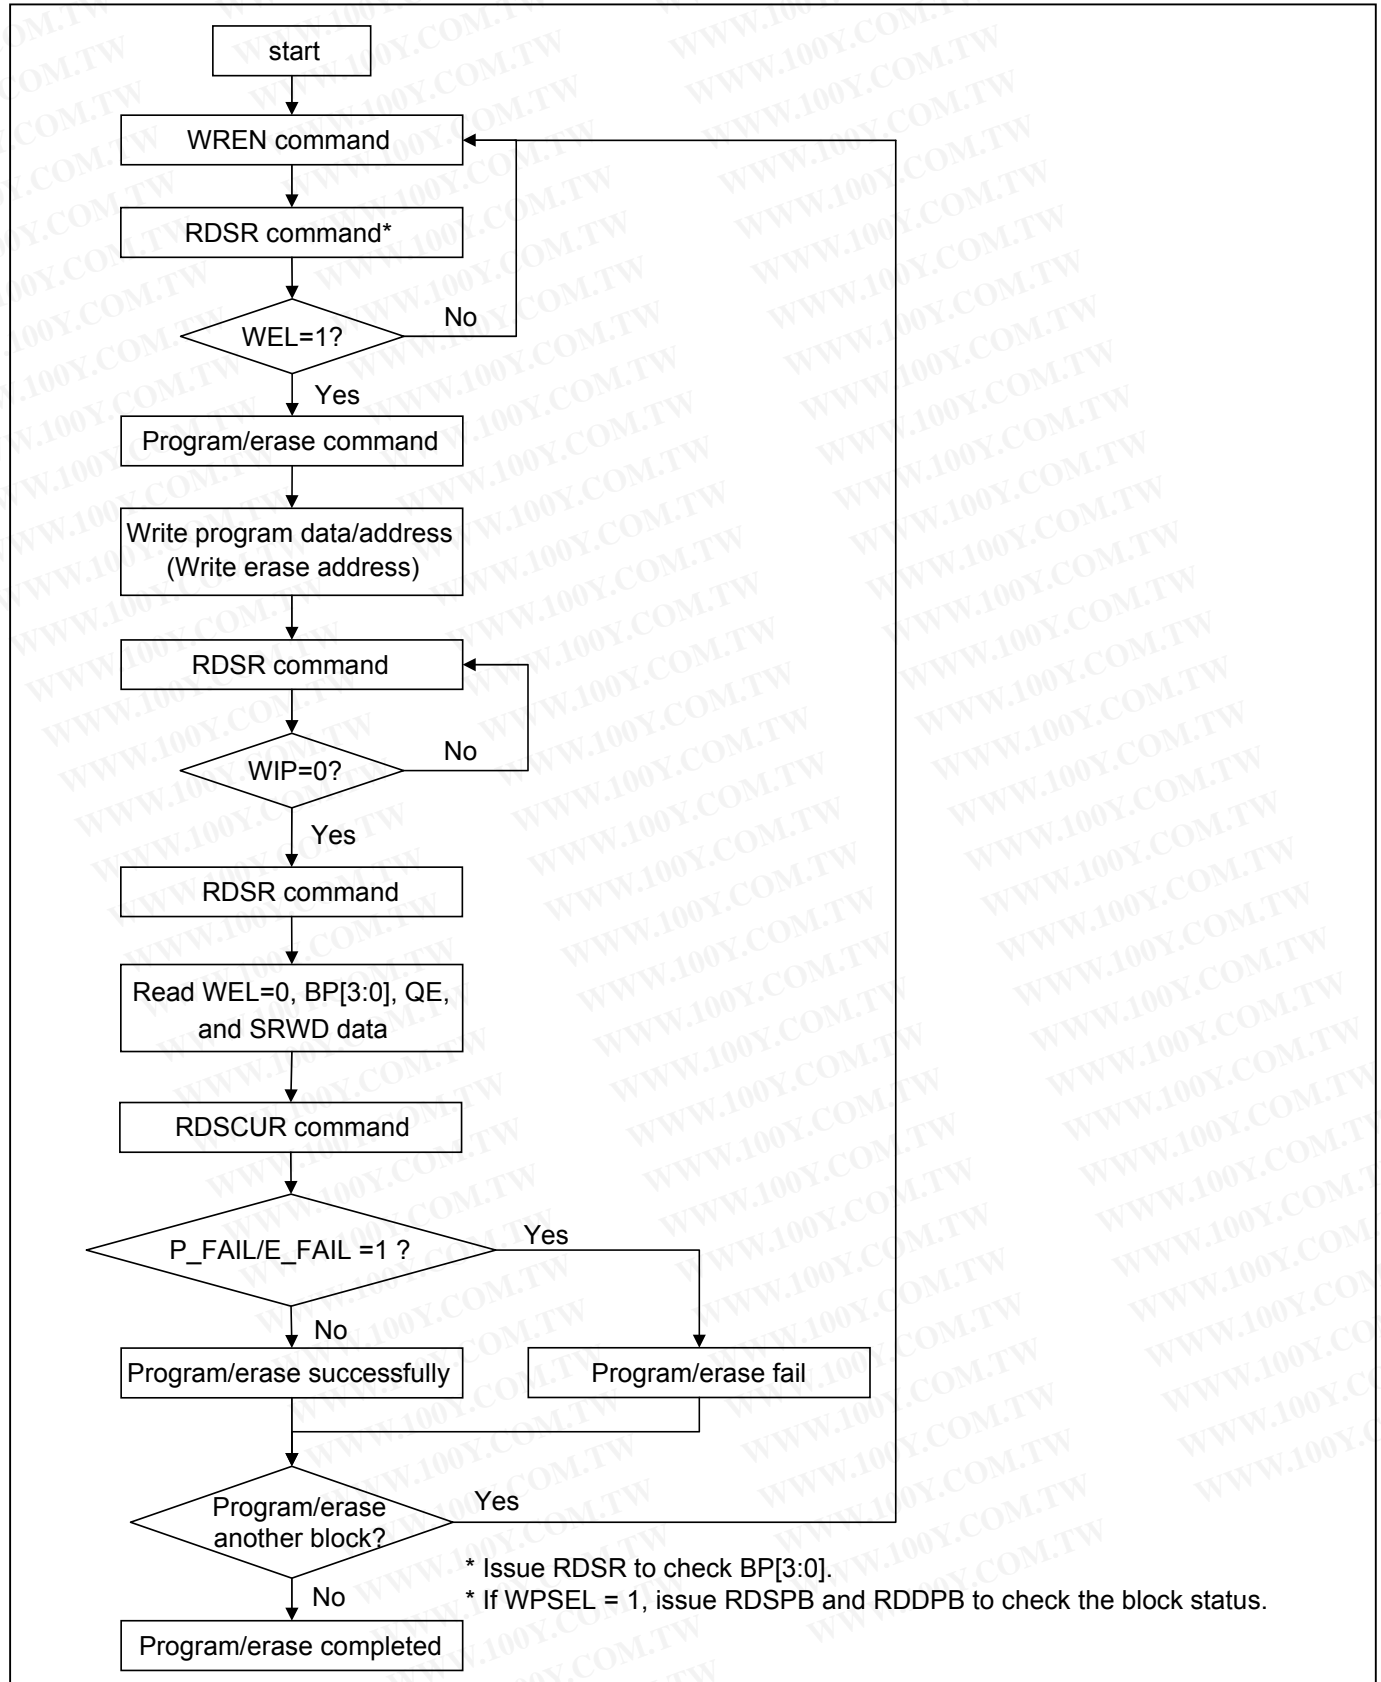 start
WREN command
RDSR command*
WEL=1?
No
Yes
Program/erase command
Write program data/address
(Write erase address)
RDSR command
WIP=0?
No
Yes
RDSR command
Read WEL=0, BP[3:0], QE,
and SRWD data
RDSCUR command
P_FAIL/E_FAIL =1 ?
Yes
No
Program/erase successfully
Program/erase fail
Program/erase
another block?
Yes
* Issue RDSR to check BP[3:0].
* If WPSEL = 1, issue RDSPB and RDDPB to check the block status.
No
Program/erase completed
WWW.100Y.COM.TW